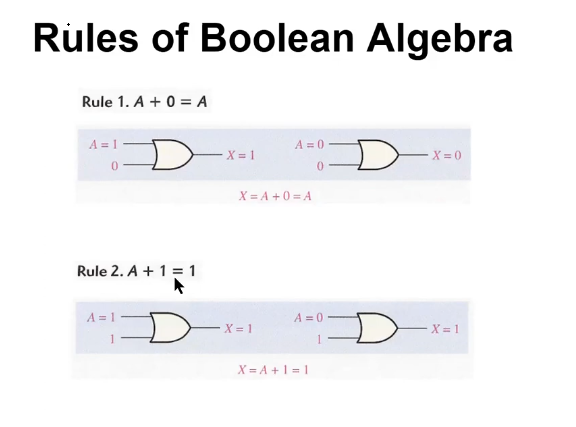 Rules of Boolean Algebra
Rule 1. A + 0 = A
A = 1
0
X = 1
A = 0
0
X = 0
X = A + 0 = A
Rule 2. A + 1 = 1
A = 1
1
X = 1
A = 0
1
X = 1
X = A + 1 = 1